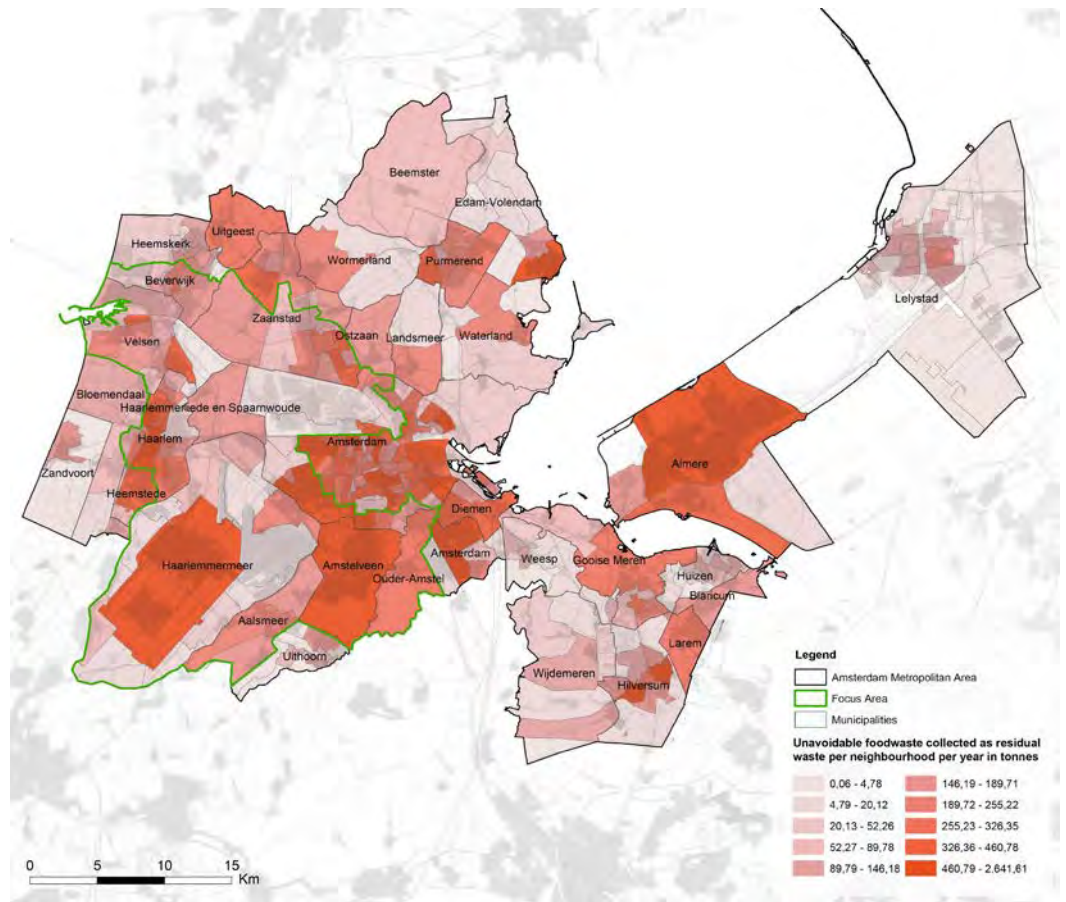 Beemster
Edam-Volendam
Uitgeest
Heemskerk
Wormerland
Purmerend
Beverwijk
Lelystad
Zaanstad
Ostzaan
Landsmeer
Waterland
Velsen
Bloemendaal
Haarlemmerliede en Spaarnwoude
Haarlem
Amsterdam
Almere
Zandvoort
Heemstede
Diemen
Amsterdam
Weesp
Gooise Meren
Haarlemmermeer
Amstelveen
Ouder-Amstel
Huizen
Blaricum
Aalsmeer
Larem
Uithoorn
Wijdemeren
Hilversum
Legend
Amsterdam Metropolitan Area
Focus Area
Municipalities
Unavoidable foodwaste collected as residual
waste per neighbourhood per year in tonnes
0,06 - 4,78
4,79 - 20,12
20,13 - 52,26
52,27 - 89,78
89,79 - 146,18
146,19 - 189,71
189,72 - 255,22
255,23 - 326,35
326,36 - 460,78
460,79 - 2.641,61
0 5 10 15
Km